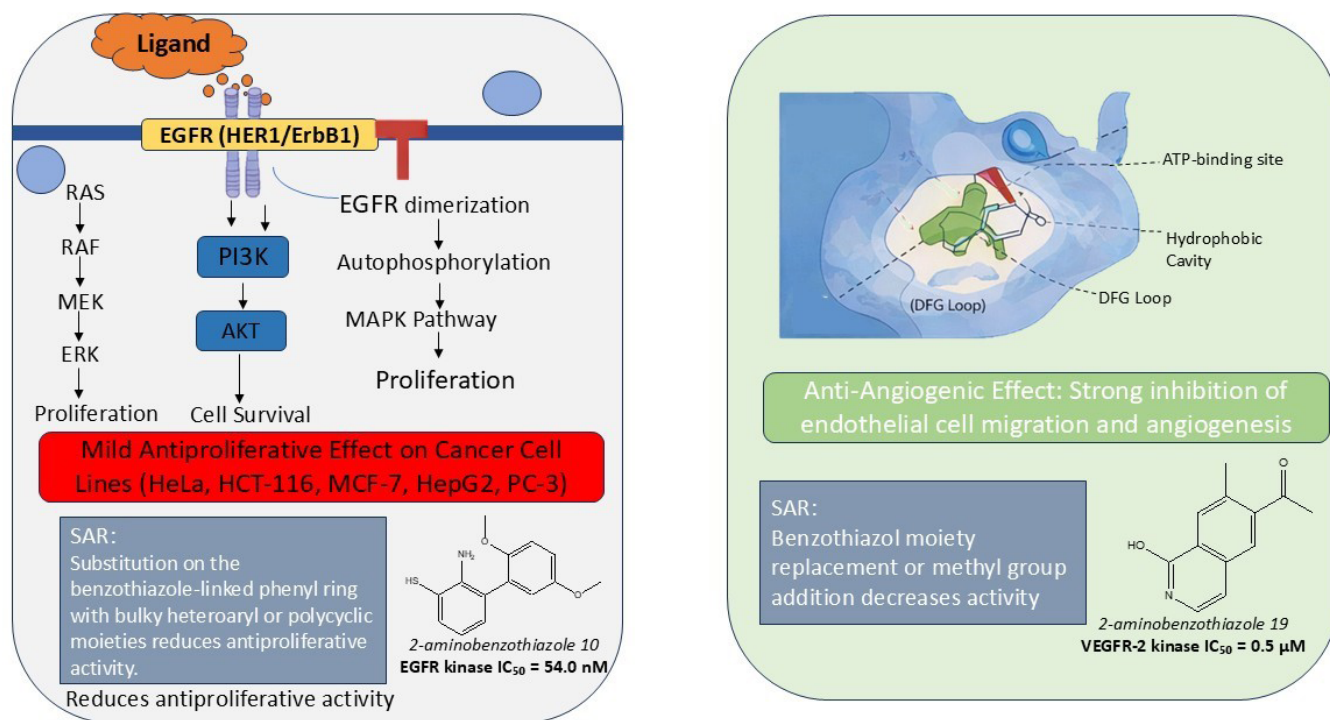 Ligand
EGFR (HER1/ErbB1)
RAS
RAF
MEK
ERK
Proliferation
PI3K
AKT
Cell Survival
EGFR dimerization
Autophosphorylation
MAPK Pathway
Proliferation
Mild Antiproliferative Effect on Cancer Cell
Lines (HeLa, HCT-116, MCF-7, HepG2, PC-3)
SAR:
Substitution on the
benzothiazole-linked phenyl ring
with bulky heteroaryl or polycyclic
moieties reduces antiproliferative
activity.
O
NH₂
HS
O
2-aminobenzothiazole 10
EGFR kinase IC₅₀ = 54.0 nM
Reduces antiproliferative activity
ATP-binding site
Hydrophobic
Cavity
DFG Loop
(DFG Loop)
Anti-Angiogenic Effect: Strong inhibition of
endothelial cell migration and angiogenesis
SAR:
Benzothiazol moiety
replacement or methyl group
addition decreases activity
O
HO
N
2-aminobenzothiazole 19
VEGFR-2 kinase IC₅₀ = 0.5 µM